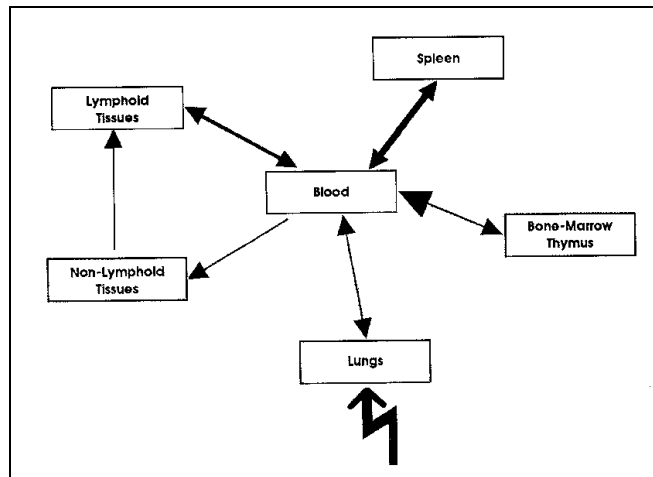 Spleen
Lymphoid
Tissues
Blood
Bone-Marrow
Thymus
Non-Lymphoid
Tissues
Lungs